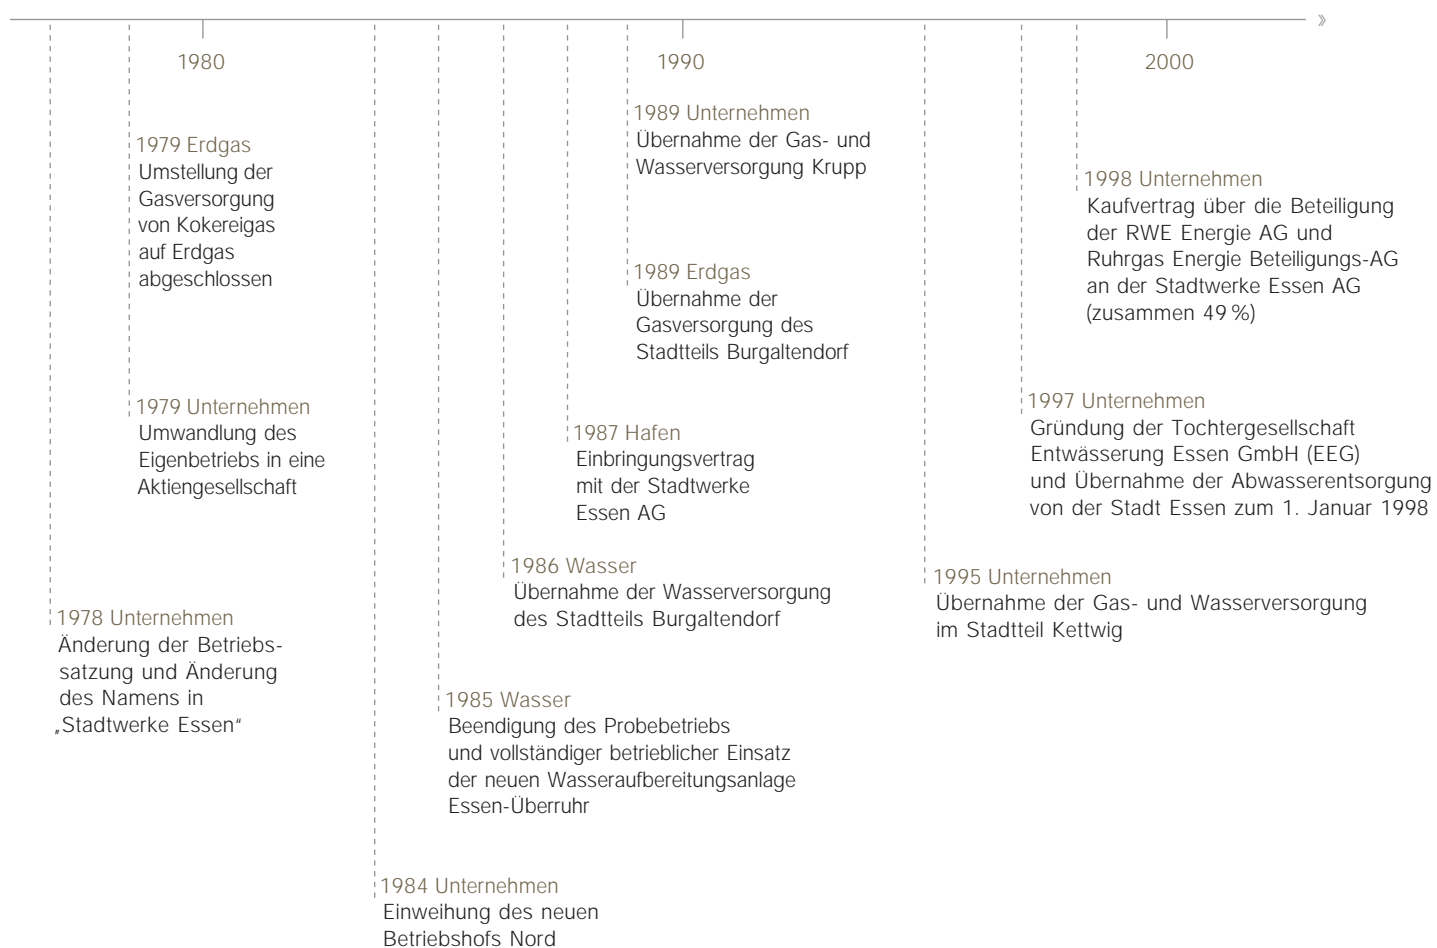 1980
1990
2000
1979 Erdgas
Umstellung der
Gasversorgung
von Kokereigas
auf Erdgas
abgeschlossen
1979 Unternehmen
Umwandlung des
Eigenbetriebs in eine
Aktiengesellschaft
1978 Unternehmen
Änderung der Betriebs-
satzung und Änderung
des Namens in
„Stadtwerke Essen“
1989 Unternehmen
Übernahme der Gas- und
Wasserversorgung Krupp
1989 Erdgas
Übernahme der
Gasversorgung des
Stadtteils Burgaltendorf
1987 Hafen
Einbringungsvertrag
mit der Stadtwerke
Essen AG
1986 Wasser
Übernahme der Wasserversorgung
des Stadtteils Burgaltendorf
1985 Wasser
Beendigung des Probebetriebs
und vollständiger betrieblicher Einsatz
der neuen Wasseraufbereitungsanlage
Essen-Überruhr
1984 Unternehmen
Einweihung des neuen
Betriebshofs Nord
1998 Unternehmen
Kaufvertrag über die Beteiligung
der RWE Energie AG und
Ruhrgas Energie Beteiligungs-AG
an der Stadtwerke Essen AG
(zusammen 49 %)
1997 Unternehmen
Gründung der Tochtergesellschaft
Entwässerung Essen GmbH (EEG)
und Übernahme der Abwasserentsorgung
von der Stadt Essen zum 1. Januar 1998
1995 Unternehmen
Übernahme der Gas- und Wasserversorgung
im Stadtteil Kettwig